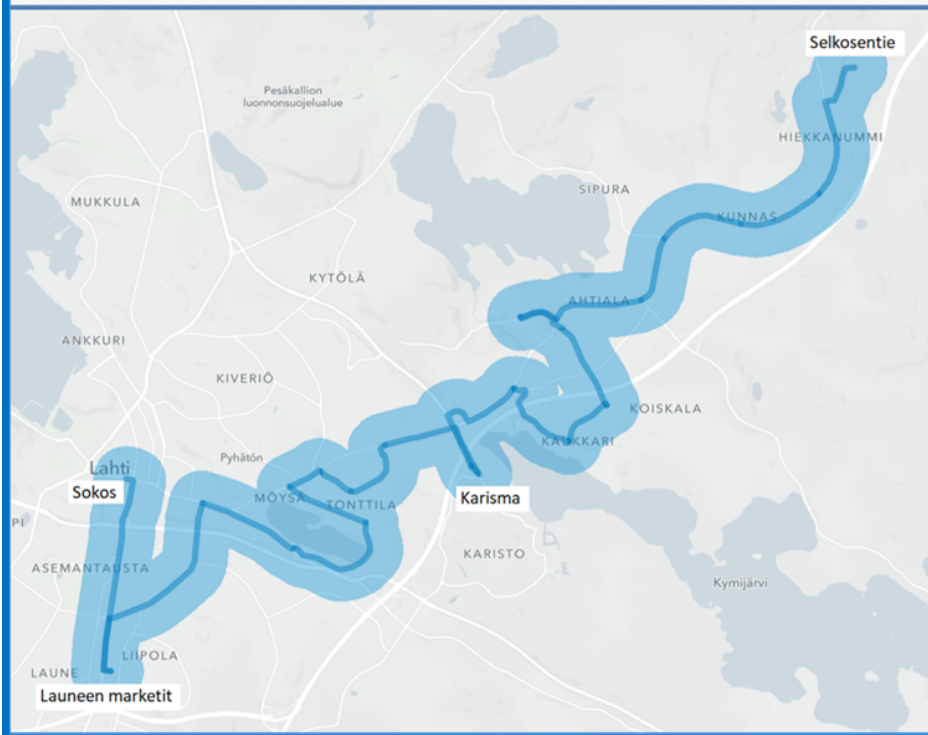 Selkosentie
Pesäkallion
luonnonsuojelualue
HIEKKANUMMI
SIPURA
MUKKULA
KUNNAS
KYTÖLÄ
AHTIALA
ANKKURI
KIVERIÖ
KOISKALA
KAUKKARI
Pyhätön
Lahti
Sokos
MÖYSÄ
TONTTILA
Karisma
PI
KARISTO
ASEMANTAUSTA
Kymijärvi
LIIPOLA
LAUNE
Launeen marketit